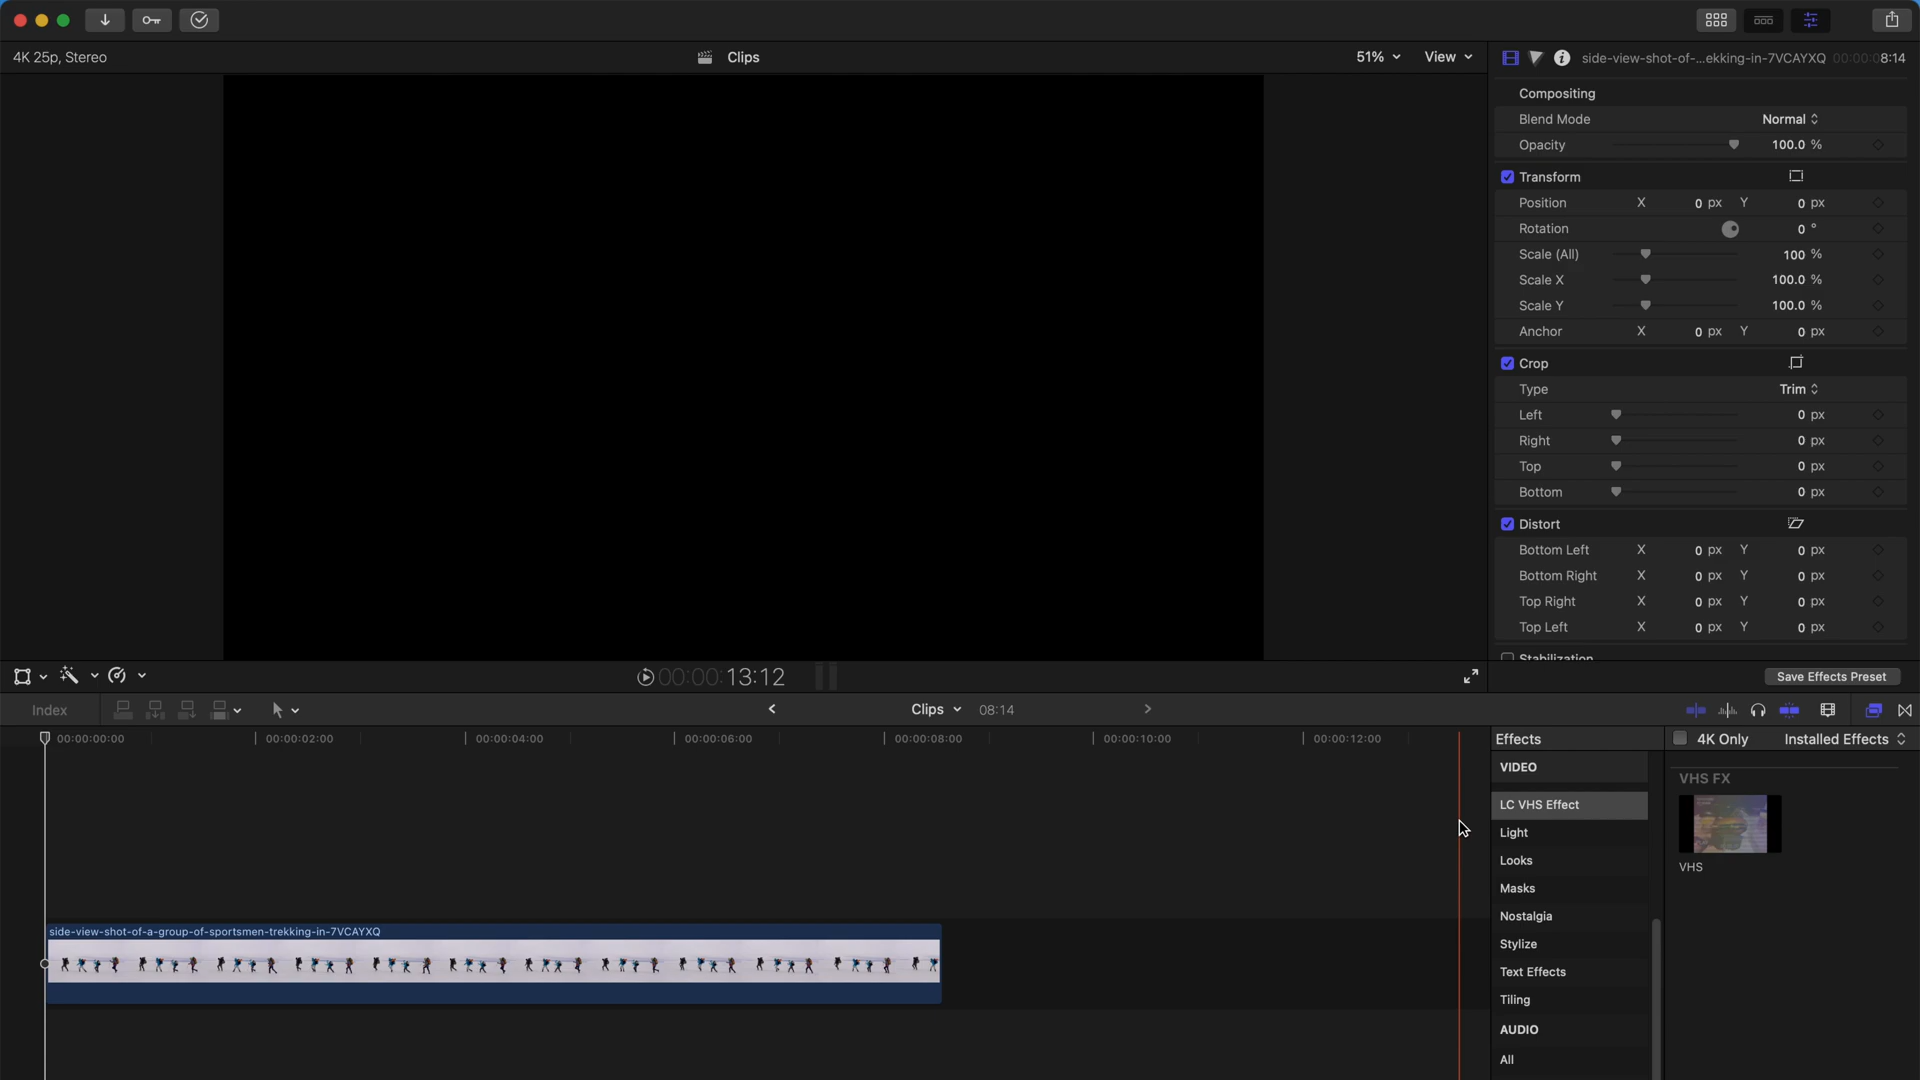 4K 25p, Stereo
Clips
51%
View
side-view-shot-of-...ekking-in-7VCAYXQ 00:00:08:14
Compositing
Blend Mode Normal
Opacity 100.0 %
Transform
Position X 0 px Y 0 px
Rotation 0 °
Scale (All) 100 %
Scale X 100.0 %
Scale Y 100.0 %
Anchor X 0 px Y 0 px
Crop
Type Trim
Left 0 px
Right 0 px
Top 0 px
Bottom 0 px
Distort
Bottom Left X 0 px Y 0 px
Bottom Right X 0 px Y 0 px
Top Right X 0 px Y 0 px
Top Left X 0 px Y 0 px
Stabilization
00:00:13:12
Save Effects Preset
Index
Clips 08:14
00:00:00:00 00:00:02:00 00:00:04:00 00:00:06:00 00:00:08:00 00:00:10:00 00:00:12:00
side-view-shot-of-a-group-of-sportsmen-trekking-in-7VCAYXQ
Effects
4K Only
Installed Effects
VIDEO
LC VHS Effect
Light
Looks
Masks
Nostalgia
Stylize
Text Effects
Tiling
AUDIO
All
VHS FX
VHS